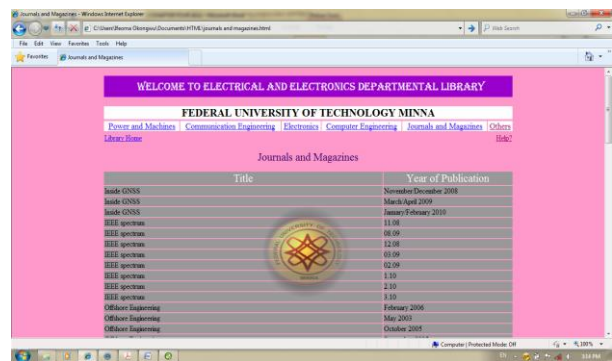 Journals and Magazines - Windows Internet Explorer
C:\Users\Ifeoma Obongwu\Documents\HTML\journals and magazines.html
Web Search
File Edit View Favorites Tools Help
Favorites Journals and Magazines
WELCOME TO ELECTRICAL AND ELECTRONICS DEPARTMENTAL LIBRARY
FEDERAL UNIVERSITY OF TECHNOLOGY MINNA
Power and Machines Communication Engineering Electronics Computer Engineering Journals and Magazines Others
Library Home Help?
Journals and Magazines
Title Year of Publication
Inside GNSS November/December 2008
Inside GNSS March/April 2009
Inside GNSS January/February 2010
IEEE spectrum 11.08
IEEE spectrum 08.09
IEEE spectrum 12.08
IEEE spectrum 03.09
IEEE spectrum 02.09
IEEE spectrum 1.10
IEEE spectrum 2.10
IEEE spectrum 3.10
Offshore Engineering February 2006
Offshore Engineering May 2003
Offshore Engineering October 2005
Computer | Protected Mode: Off 100%
EN